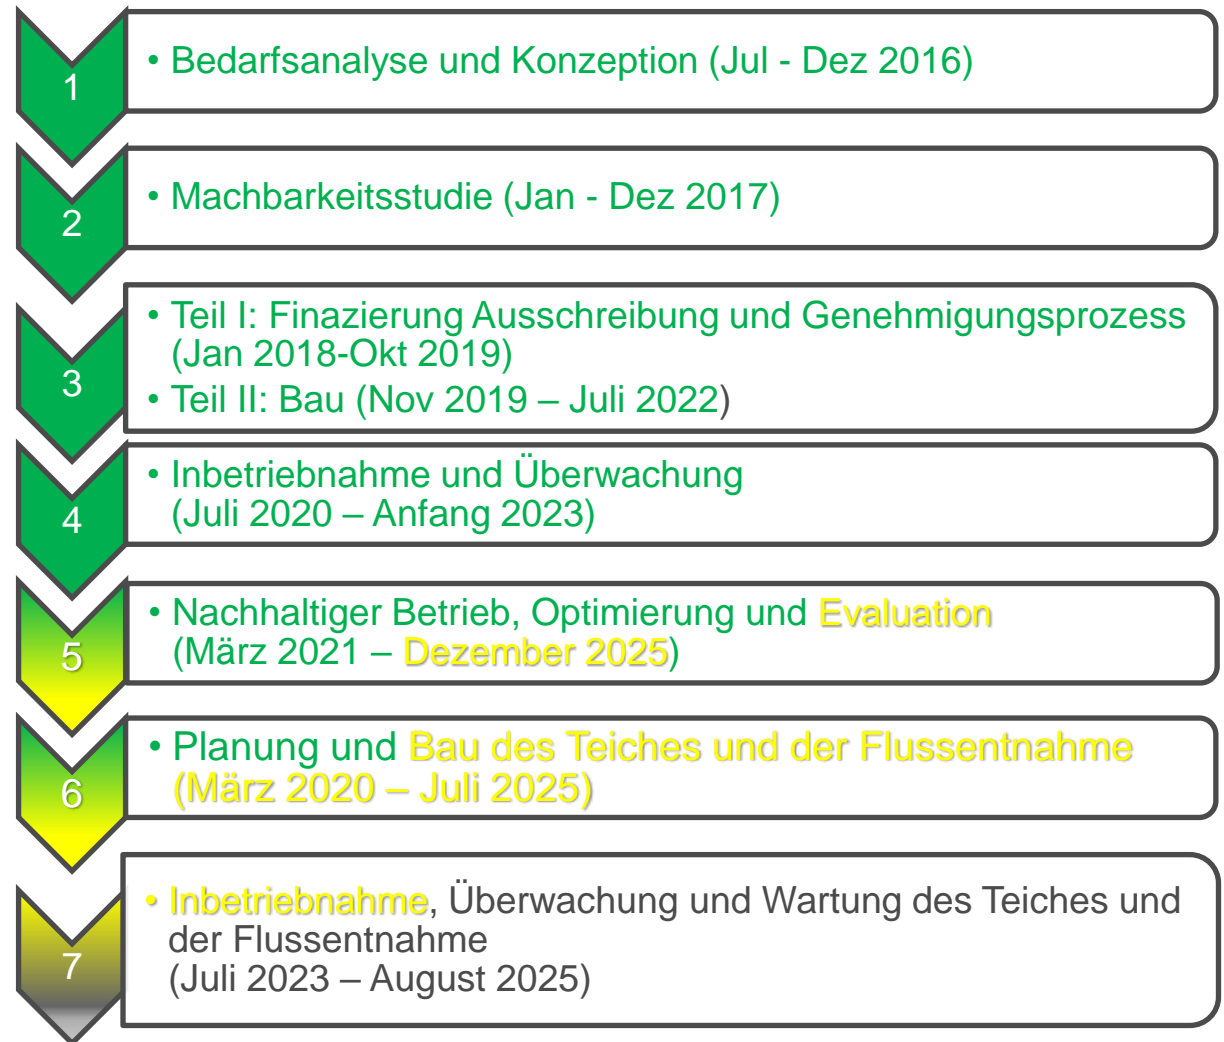 1
• Bedarfsanalyse und Konzeption (Jul - Dez 2016)
2
• Machbarkeitsstudie (Jan - Dez 2017)
3
• Teil I: Finazierung Ausschreibung und Genehmigungsprozess
(Jan 2018-Okt 2019)
• Teil II: Bau (Nov 2019 – Juli 2022)
4
• Inbetriebnahme und Überwachung
(Juli 2020 – Anfang 2023)
5
• Nachhaltiger Betrieb, Optimierung und Evaluation
(März 2021 – Dezember 2025)
6
• Planung und Bau des Teiches und der Flussentnahme
(März 2020 – Juli 2025)
7
• Inbetriebnahme, Überwachung und Wartung des Teiches und
der Flussentnahme
(Juli 2023 – August 2025)